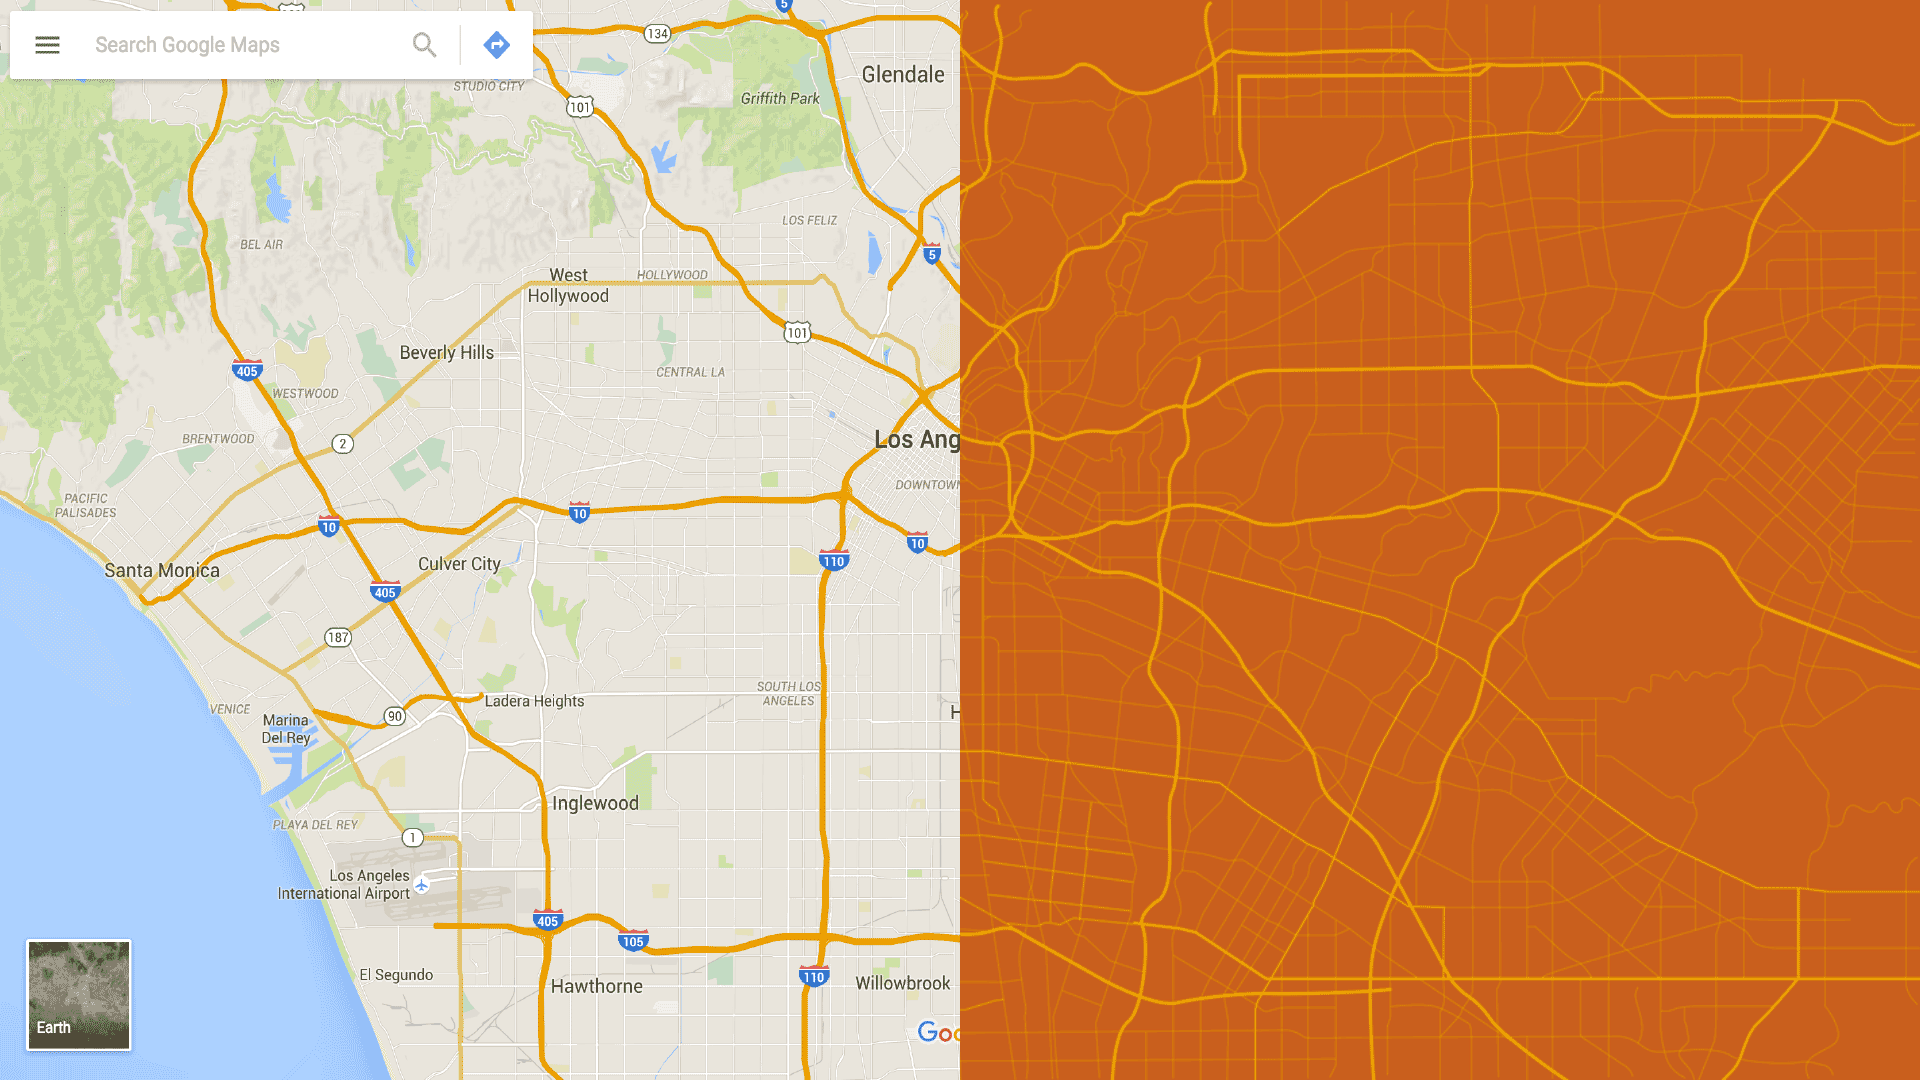 5
134
Search Google Maps
Glendale
STUDIO CITY
Griffith Park
101
LOS FELIZ
BEL AIR
5
West
Hollywood
HOLLYWOOD
101
Beverly Hills
405
CENTRAL LA
WESTWOOD
BRENTWOOD
2
Los Ang
DOWNTOWN
PACIFIC
PALISADES
10
10
10
Santa Monica
Culver City
110
405
187
SOUTH LOS
ANGELES
Ladera Heights
VENICE
90
H
Marina
Del Rey
Inglewood
PLAYA DEL REY
1
Los Angeles
International Airport
405
105
El Segundo
Hawthorne
110
Willowbrook
Earth
Goo